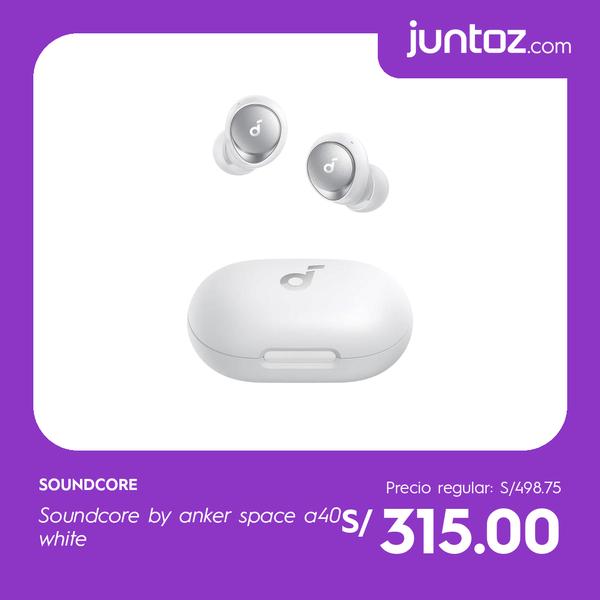 juntoz.com
SOUNDCORE
Soundcore by anker space a40
white
Precio regular: S/498.75
S/ 315.00